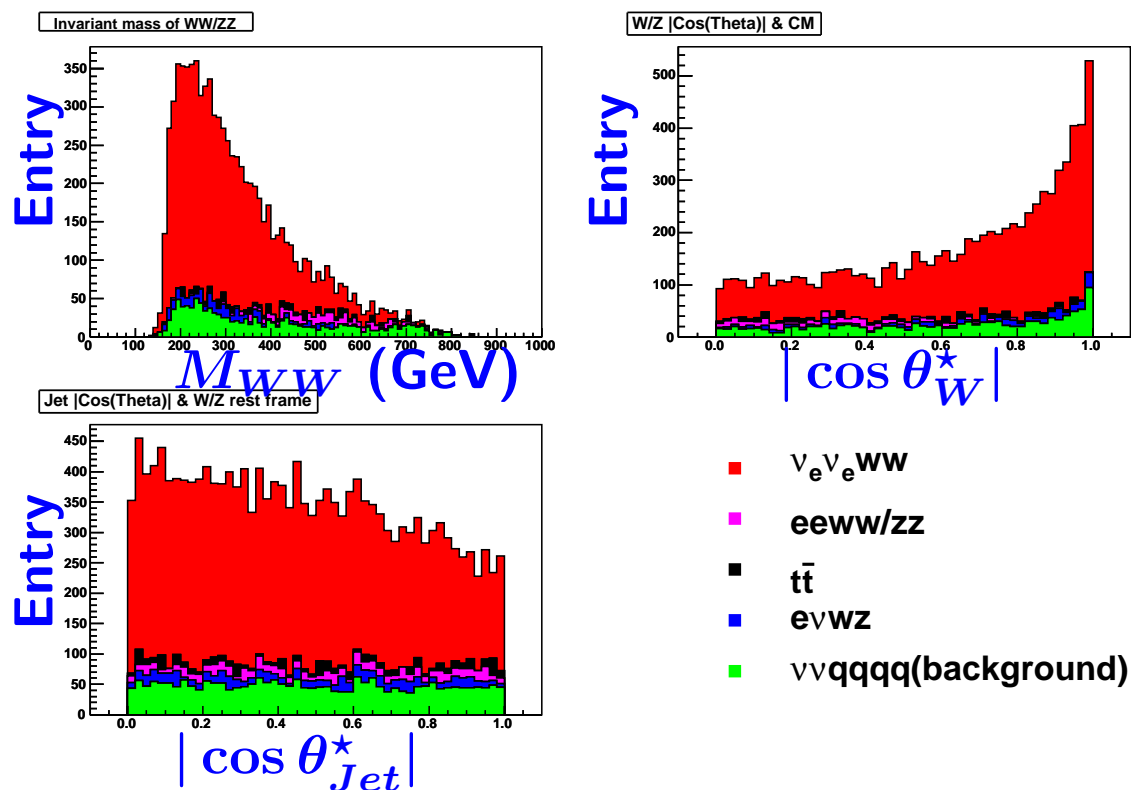 Invariant mass of WW/ZZ
Entry
350
300
250
200
150
100
50
0
0 100 200 300 400 500 600 700 800 900 1000
M_{WW} (GeV)
W/Z |Cos(Theta)| & CM
Entry
500
400
300
200
100
0
0.0 0.2 0.4 0.6 0.8 1.0
| cos θ^⋆_W |
Jet |Cos(Theta)| & W/Z rest frame
Entry
450
400
350
300
250
200
150
100
50
0
0.0 0.2 0.4 0.6 0.8 1.0
| cos θ^⋆_{Jet} |
ν_eν_eww
eeww/zz
tt̄
eνwz
ννqqqq(background)